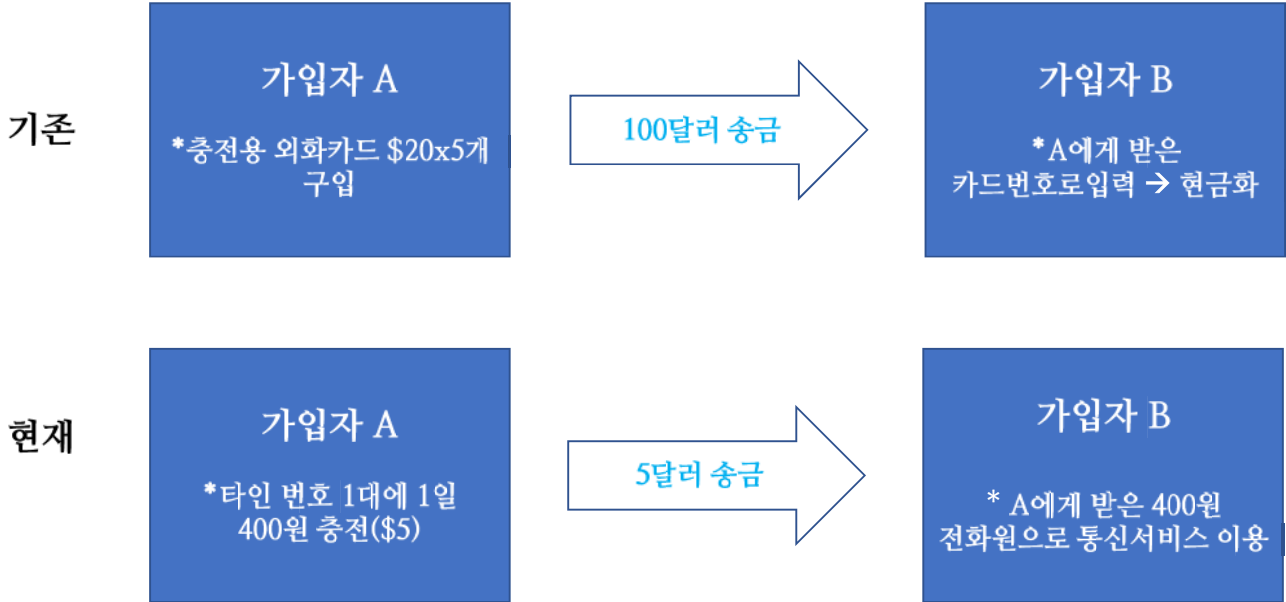 기존
가입자 A
*충전용 외화카드 $20x5개
구입
100달러 송금
가입자 B
*A에게 받은
카드번호로입력 → 현금화
현재
가입자 A
*타인 번호 1대에 1일
400원 충전($5)
5달러 송금
가입자 B
* A에게 받은 400원
전화원으로 통신서비스 이용